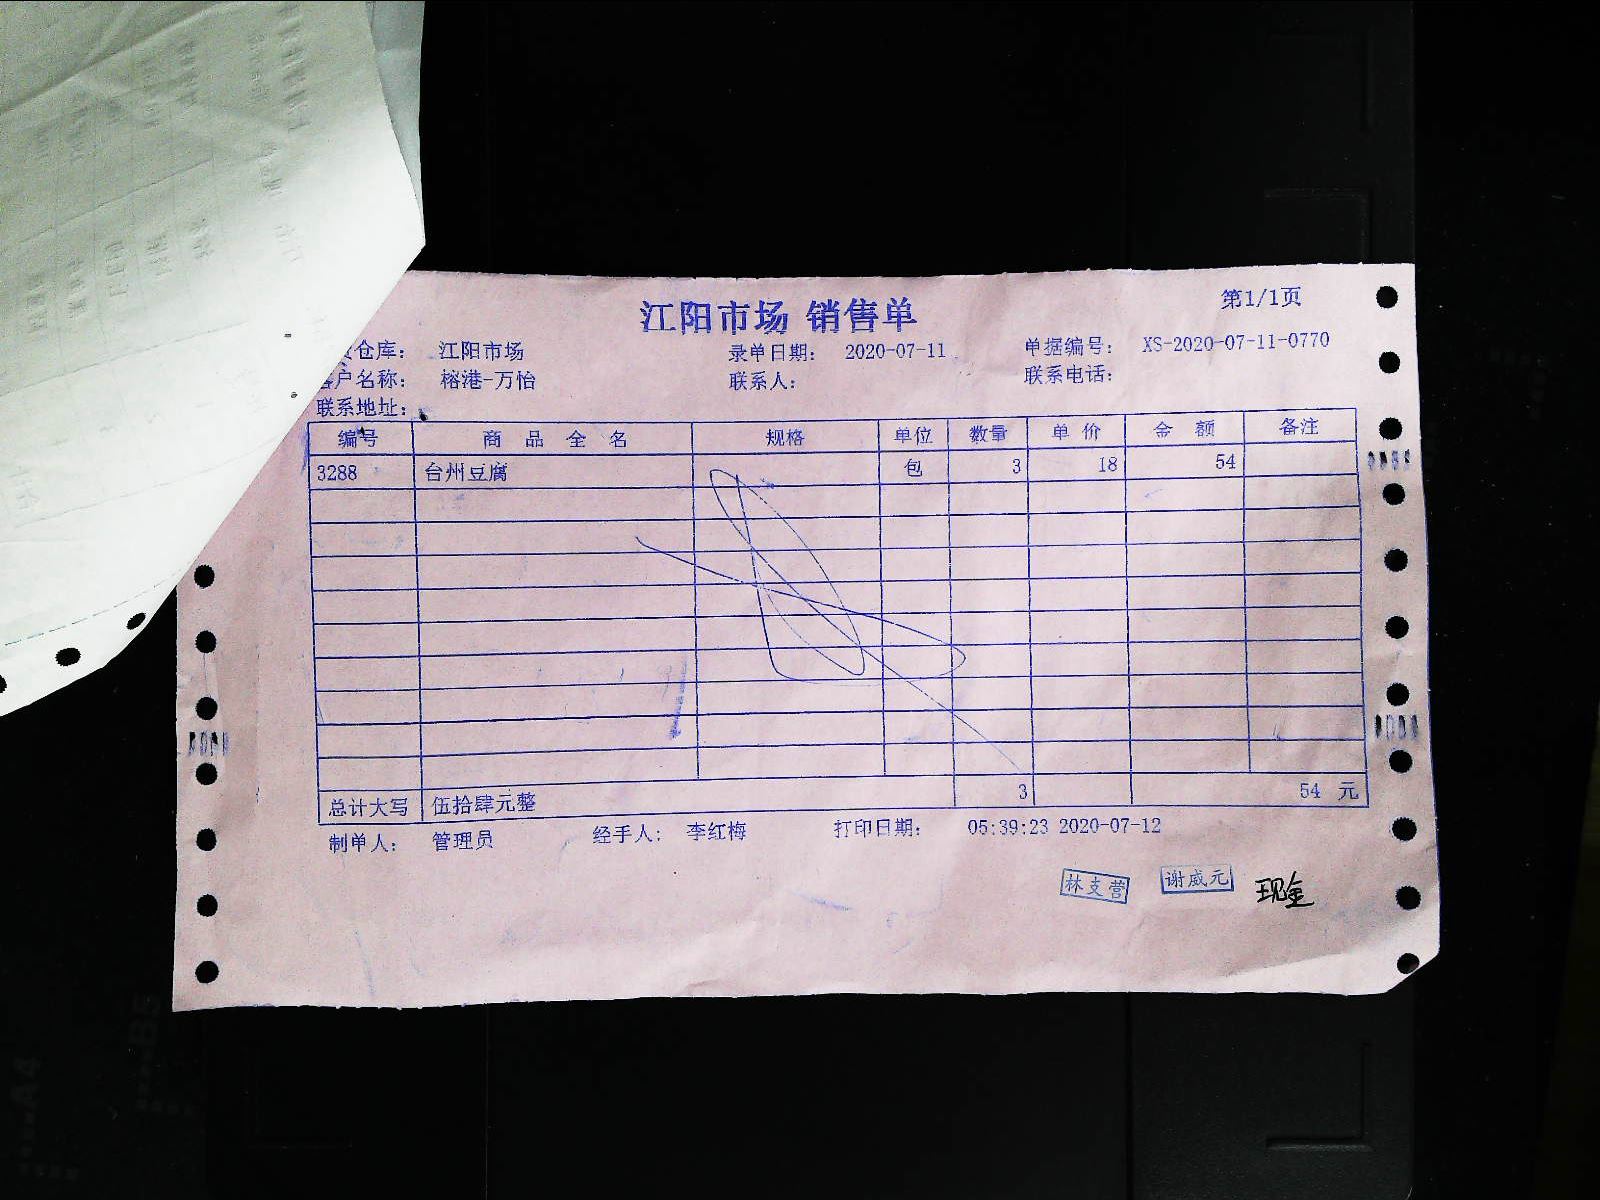 江阳市场 销售单
第1/1页
仓库： 江阳市场 录单日期： 2020-07-11 单据编号： XS-2020-07-11-0770
户名称： 榕港-万怡 联系人： 联系电话：
联系地址：
编号 商品全名 规格 单位 数量 单价 金额 备注
3288 台州豆腐 包 3 18 54
总计大写 伍拾肆元整 3 54 元
制单人： 管理员 经手人： 李红梅 打印日期： 05:39:23 2020-07-12
林支营 谢威元 现金